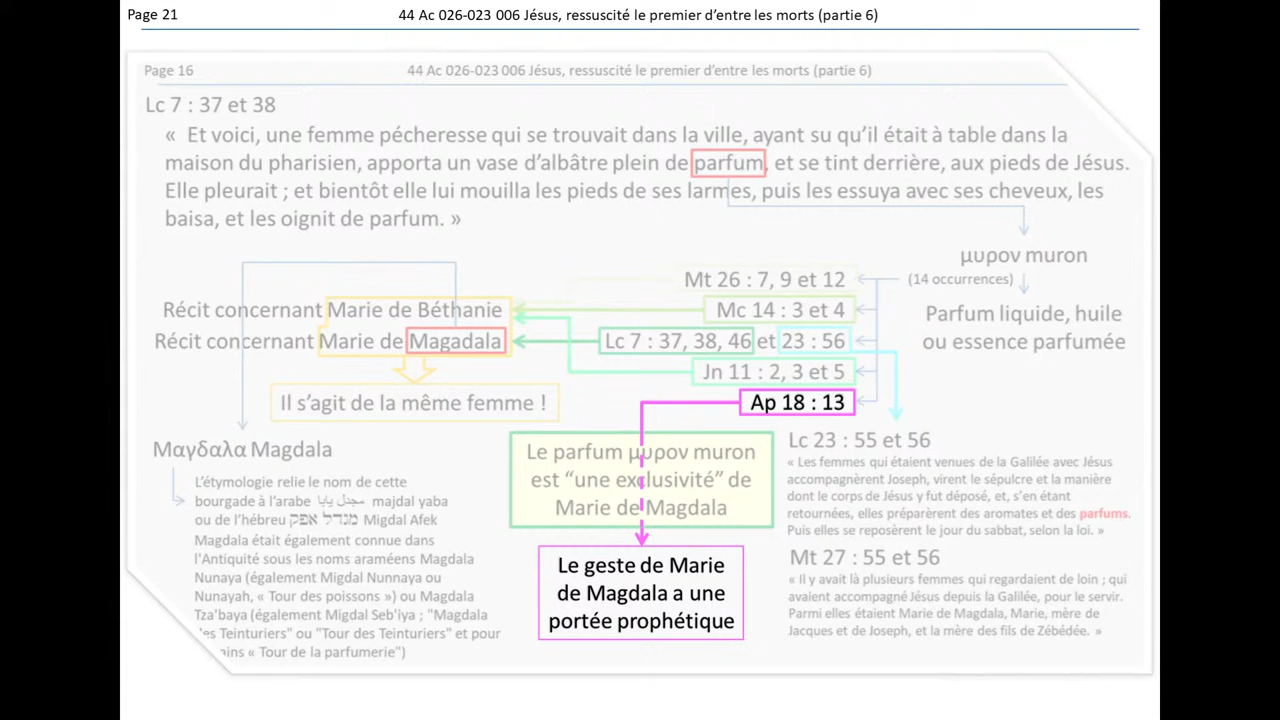 Page 21
44 Ac 026-023 006 Jésus, ressuscité le premier d’entre les morts (partie 6)
Page 16
44 Ac 026-023 006 Jésus, ressuscité le premier d’entre les morts (partie 6)
Lc 7 : 37 et 38
« Et voici, une femme pécheresse qui se trouvait dans la ville, ayant su qu’il était à table dans la
maison du pharisien, apporta un vase d’albâtre plein de parfum, et se tint derrière, aux pieds de Jésus.
Elle pleurait ; et bientôt elle lui mouilla les pieds de ses larmes, puis les essuya avec ses cheveux, les
baisa, et les oignit de parfum. »
μυρον muron
(14 occurrences)
Parfum liquide, huile
ou essence parfumée
Mt 26 : 7, 9 et 12
Mc 14 : 3 et 4
Lc 7 : 37, 38, 46 et 23 : 56
Jn 11 : 2, 3 et 5
Ap 18 : 13
Récit concernant Marie de Béthanie
Récit concernant Marie de Magadala
Il s’agit de la même femme !
Μαγδαλα Magdala
L’étymologie relie le nom de cette
bourgade à l’arabe مجدل يابا majdal yaba
ou de l’hébreu מגדל אפק Migdal Afek
Magdala était également connue dans
l'Antiquité sous les noms araméens Magdala
Nunaya (également Migdal Nunnaya ou
Nunayah, « Tour des poissons ») ou Magdala
Tza'baya (également Migdal Seb'iya ; "Magdala
des Teinturiers" ou "Tour des Teinturiers" et pour
« Tour de la parfumerie")
Le parfum μυρον muron
est “une exclusivité” de
Marie de Magdala
Le geste de Marie
de Magdala a une
portée prophétique
Lc 23 : 55 et 56
« Les femmes qui étaient venues de la Galilée avec Jésus
accompagnèrent Joseph, virent le sépulcre et la manière
dont le corps de Jésus y fut déposé, et, s’en étant
retournées, elles préparèrent des aromates et des parfums.
Puis elles se reposèrent le jour du sabbat, selon la loi. »
Mt 27 : 55 et 56
« Il y avait là plusieurs femmes qui regardaient de loin ; qui
avaient accompagné Jésus depuis la Galilée, pour le servir.
Parmi elles étaient Marie de Magdala, Marie, mère de
Jacques et de Joseph, et la mère des fils de Zébédée. »